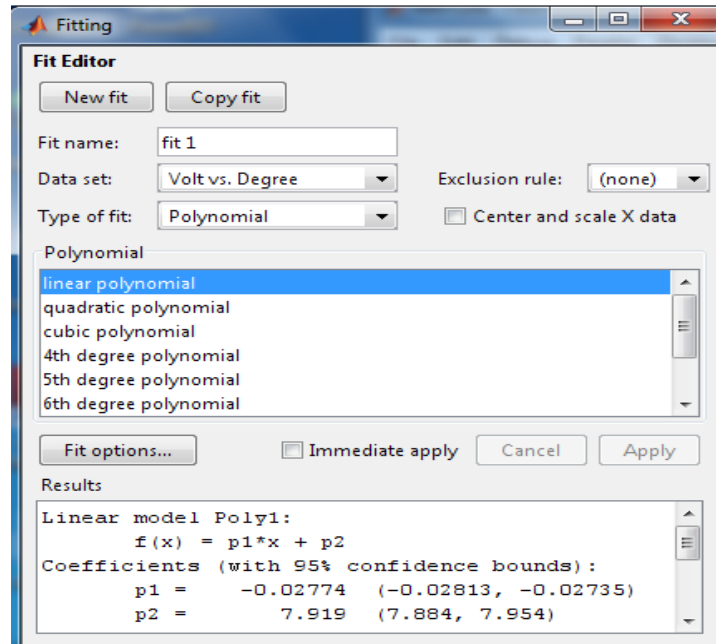 Fitting
Fit Editor
New fit Copy fit
Fit name: fit 1
Data set: Volt vs. Degree Exclusion rule: (none)
Type of fit: Polynomial Center and scale X data
Polynomial
linear polynomial
quadratic polynomial
cubic polynomial
4th degree polynomial
5th degree polynomial
6th degree polynomial
Fit options... Immediate apply Cancel Apply
Results
Linear model Poly1:
f(x) = p1*x + p2
Coefficients (with 95% confidence bounds):
p1 = -0.02774 (-0.02813, -0.02735)
p2 = 7.919 (7.884, 7.954)